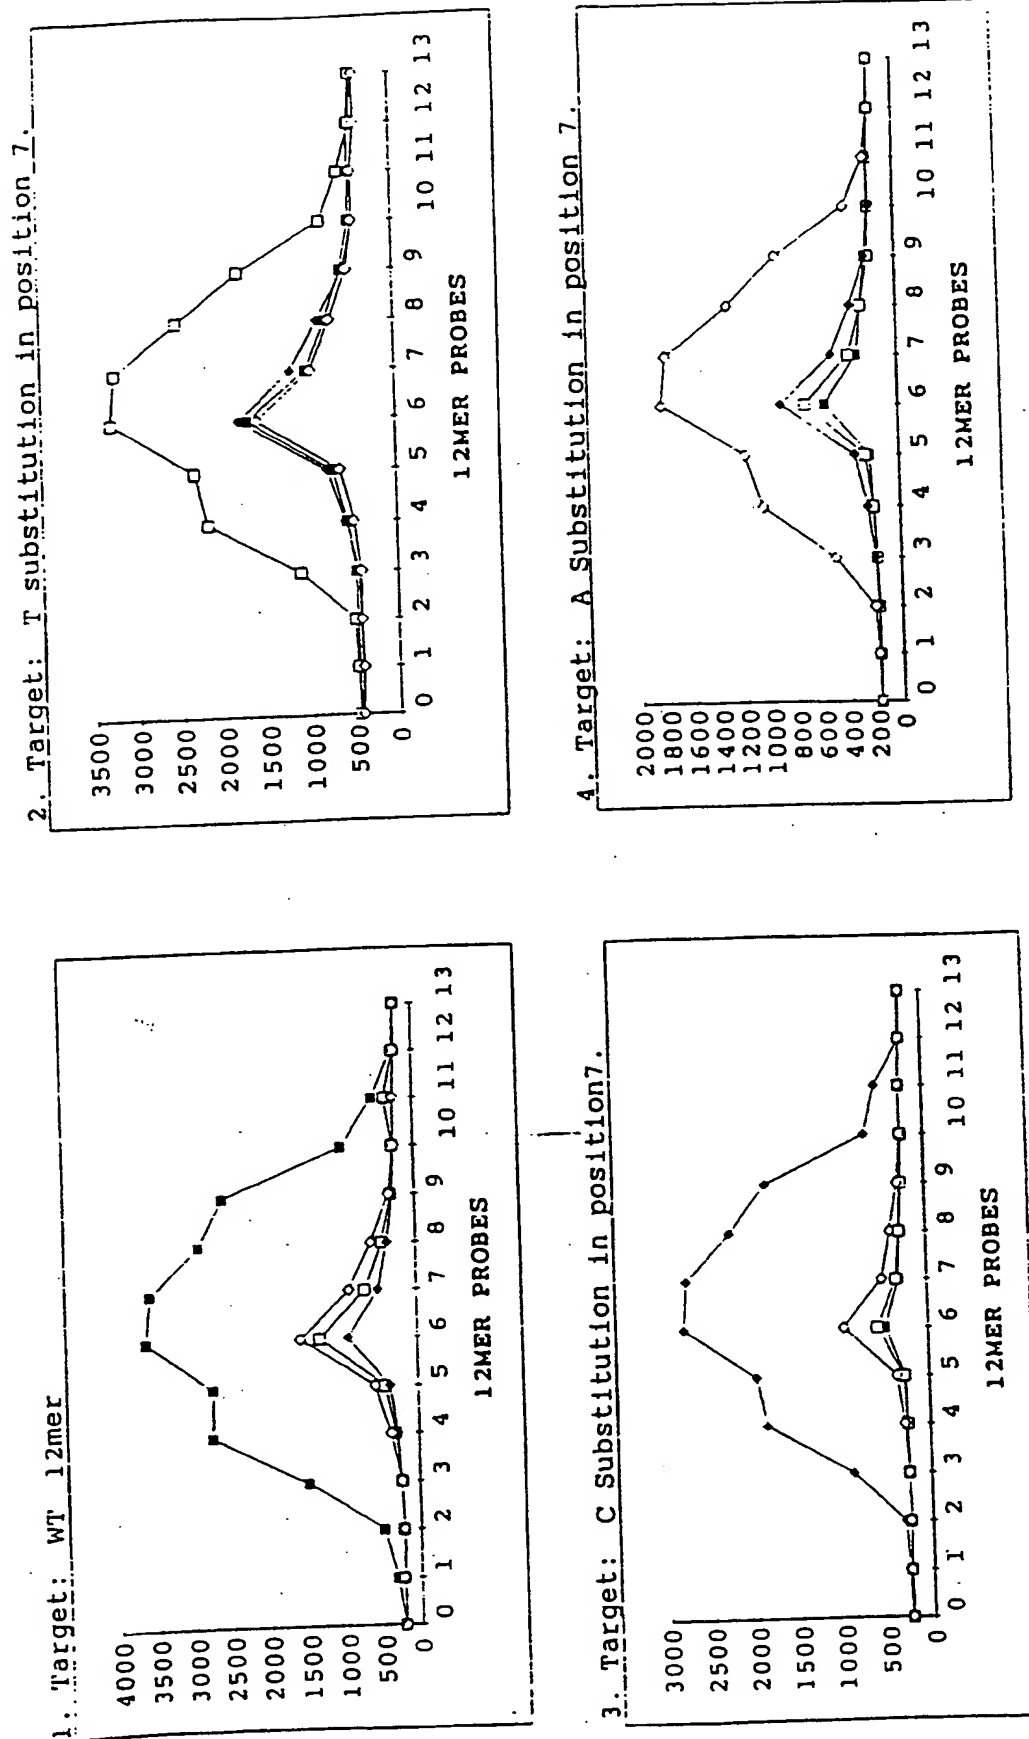 1. Target: WT 12mer
4000
3500
3000
2500
2000
1500
1000
500
0
0 1 2 3 4 5 6 7 8 9 10 11 12 13
12MER PROBES
2. Target: T substitution in position 7.
3500
3000
2500
2000
1500
1000
500
0
0 1 2 3 4 5 6 7 8 9 10 11 12 13
12MER PROBES
3. Target: C Substitution in position7.
3000
2500
2000
1500
1000
500
0
0 1 2 3 4 5 6 7 8 9 10 11 12 13
12MER PROBES
4. Target: A Substitution in position 7.
2000
1800
1600
1400
1200
1000
800
600
400
200
0
0 1 2 3 4 5 6 7 8 9 10 11 12 13
12MER PROBES